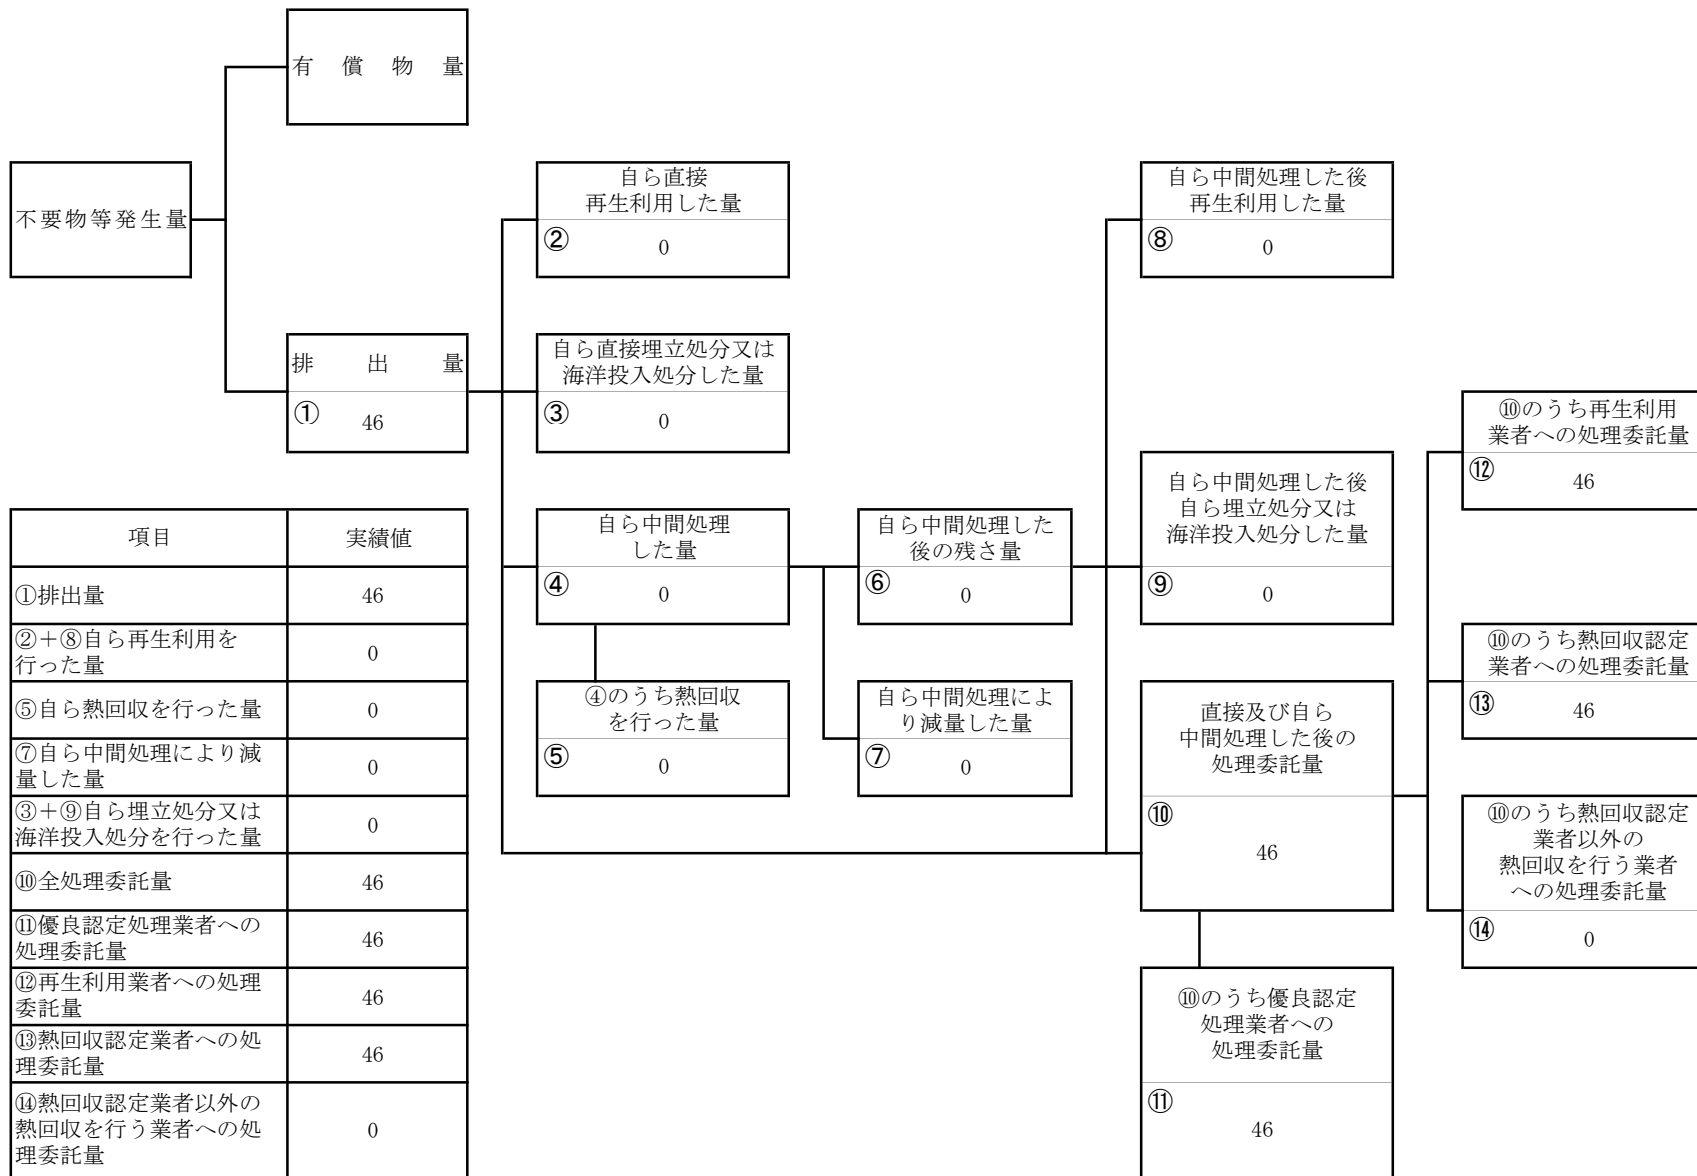 有償物量
不要物等発生量
排出量
① 46
自ら直接
再生利用した量
② 0
自ら直接埋立処分又は
海洋投入処分した量
③ 0
自ら中間処理
した量
④ 0
④のうち熱回収
を行った量
⑤ 0
自ら中間処理した
後の残さ量
⑥ 0
自ら中間処理によ
り減量した量
⑦ 0
自ら中間処理した後
再生利用した量
⑧ 0
自ら中間処理した後
自ら埋立処分又は
海洋投入処分した量
⑨ 0
直接及び自ら
中間処理した後の
処理委託量
⑩
46
⑩のうち優良認定
処理業者への
処理委託量
⑪
46
⑩のうち再生利用
業者への処理委託量
⑫ 46
⑩のうち熱回収認定
業者への処理委託量
⑬ 46
⑩のうち熱回収認定
業者以外の
熱回収を行う業者
への処理委託量
⑭ 0
項目 実績値
①排出量 46
②+⑧自ら再生利用を
行った量 0
⑤自ら熱回収を行った量 0
⑦自ら中間処理により減
量した量 0
③+⑨自ら埋立処分又は
海洋投入処分を行った量 0
⑩全処理委託量 46
⑪優良認定処理業者への
処理委託量 46
⑫再生利用業者への処理
委託量 46
⑬熱回収認定業者への処
理委託量 46
⑭熱回収認定業者以外の
熱回収を行う業者への処 0
理委託量